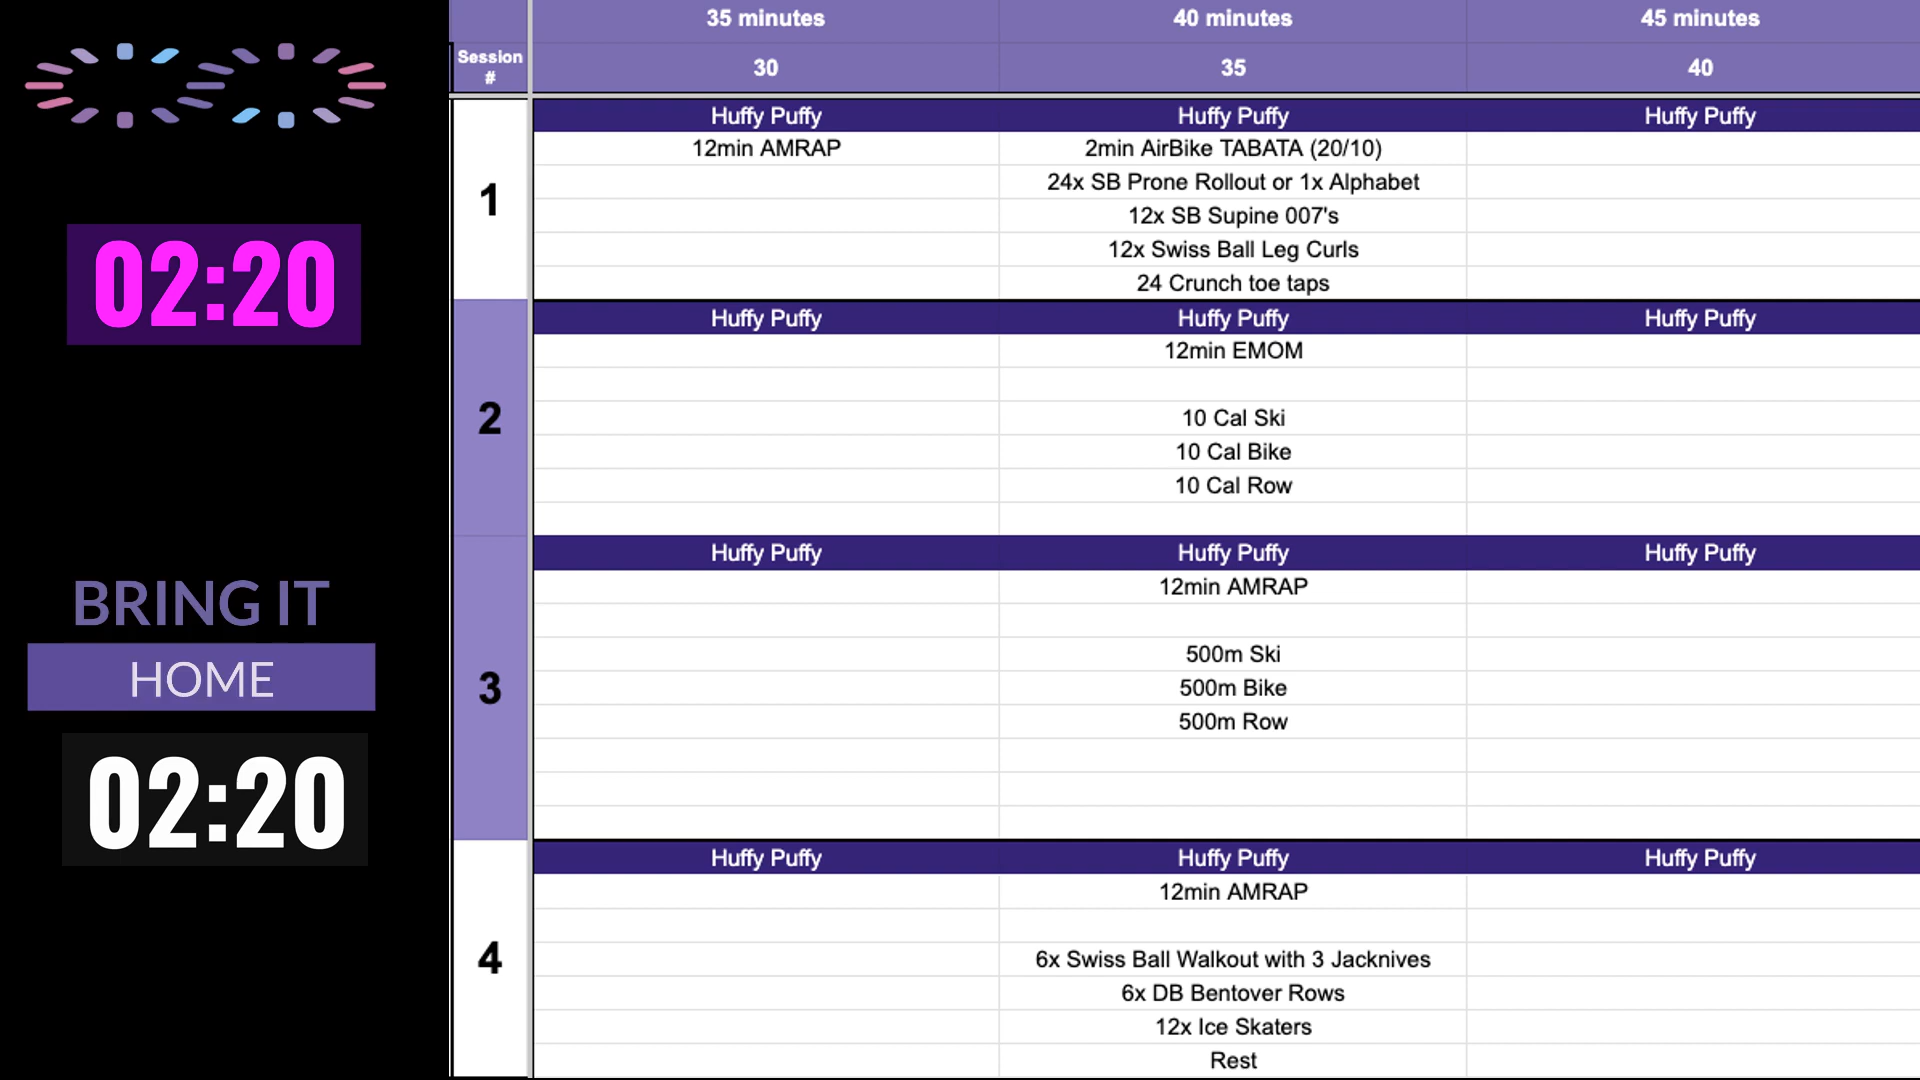 02:20
BRING IT
HOME
02:20
35 minutes 40 minutes 45 minutes
Session
#
30 35 40
1
Huffy Puffy Huffy Puffy Huffy Puffy
12min AMRAP 2min AirBike TABATA (20/10)
24x SB Prone Rollout or 1x Alphabet
12x SB Supine 007's
12x Swiss Ball Leg Curls
24 Crunch toe taps
2
Huffy Puffy Huffy Puffy Huffy Puffy
12min EMOM
10 Cal Ski
10 Cal Bike
10 Cal Row
3
Huffy Puffy Huffy Puffy Huffy Puffy
12min AMRAP
500m Ski
500m Bike
500m Row
4
Huffy Puffy Huffy Puffy Huffy Puffy
12min AMRAP
6x Swiss Ball Walkout with 3 Jacknives
6x DB Bentover Rows
12x Ice Skaters
Rest